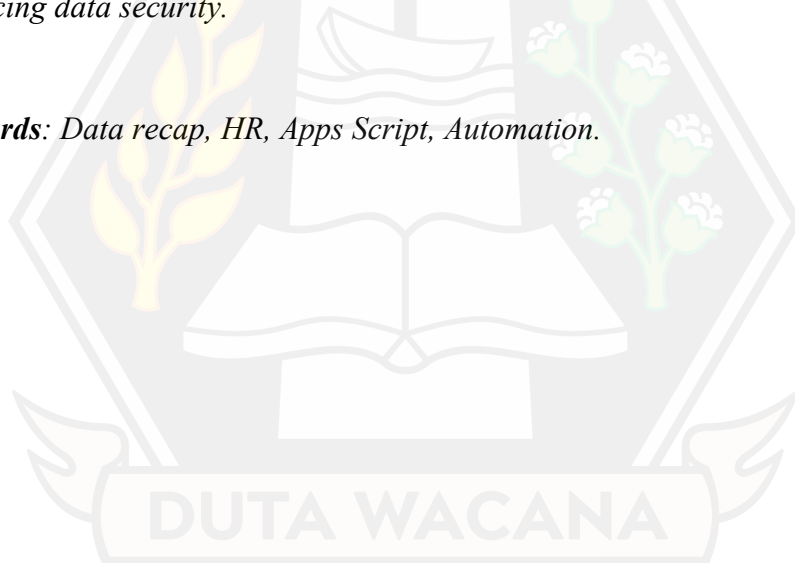 cing data security.
rds: Data recap, HR, Apps Script, Automation.
DUTA WACANA